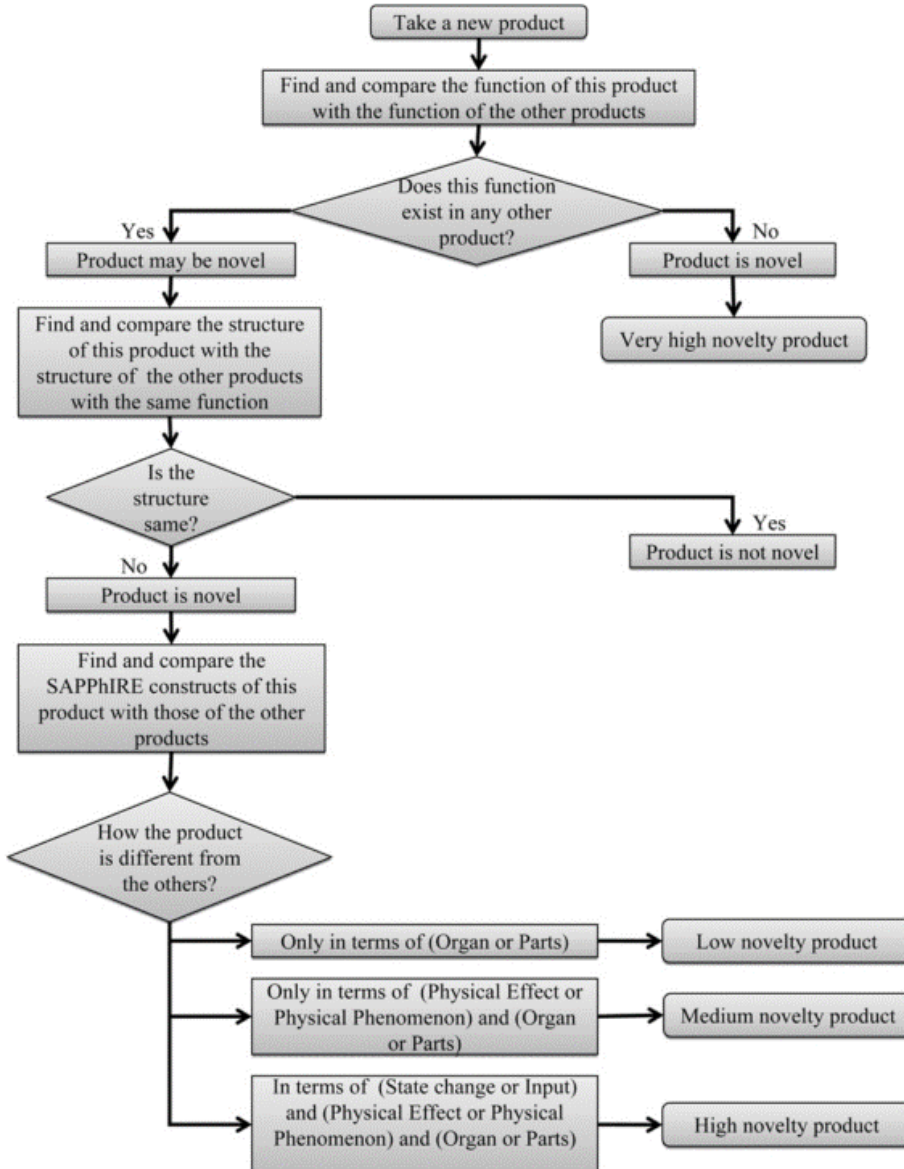 Take a new product
Find and compare the function of this product
with the function of the other products
Does this function
exist in any other
product?
Yes
No
Product may be novel
Product is novel
Find and compare the structure
of this product with the
structure of the other products
with the same function
Very high novelty product
Is the
structure
same?
Yes
Product is not novel
No
Product is novel
Find and compare the
SAPPhIRE constructs of this
product with those of the other
products
How the product
is different from
the others?
Only in terms of (Organ or Parts)
Low novelty product
Only in terms of (Physical Effect or
Physical Phenomenon) and (Organ
or Parts)
Medium novelty product
In terms of (State change or Input)
and (Physical Effect or Physical
Phenomenon) and (Organ or Parts)
High novelty product